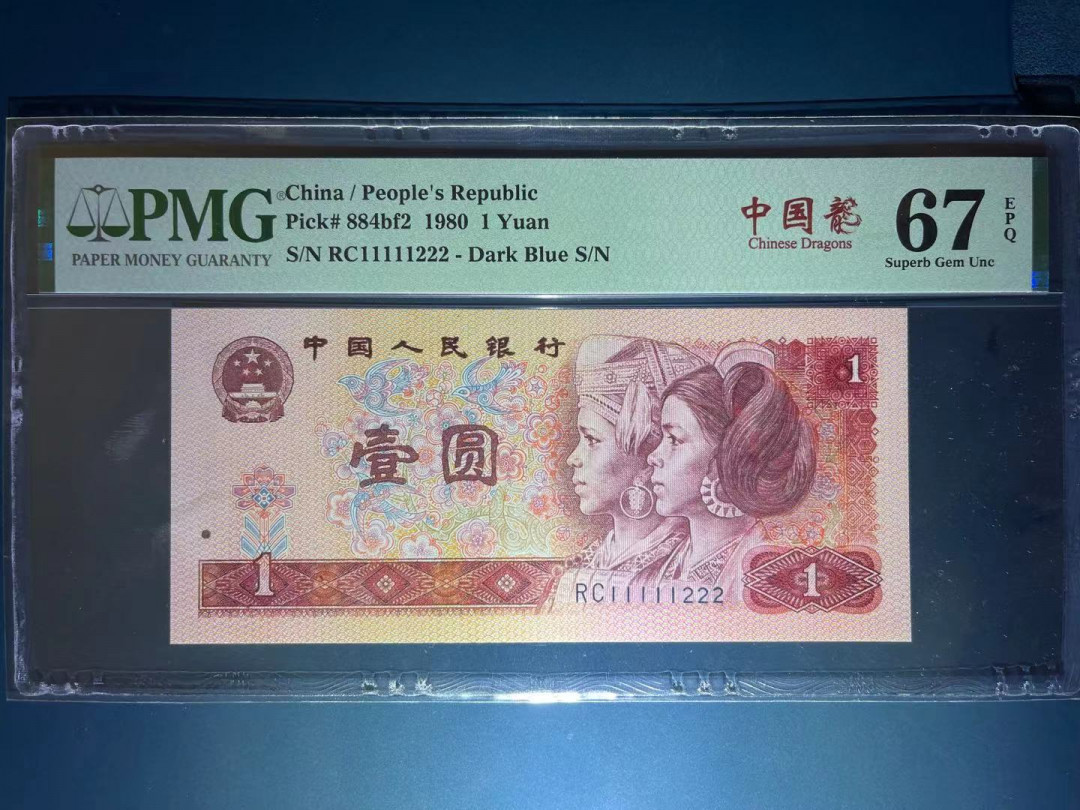 PMG®
PAPER MONEY GUARANTY
China / People's Republic
Pick# 884bf2 1980 1 Yuan
S/N RC11111222 - Dark Blue S/N
中国龍
Chinese Dragons
67
EPQ
Superb Gem Unc
中国人民银行
1
壹圆
1
RC11111222
1